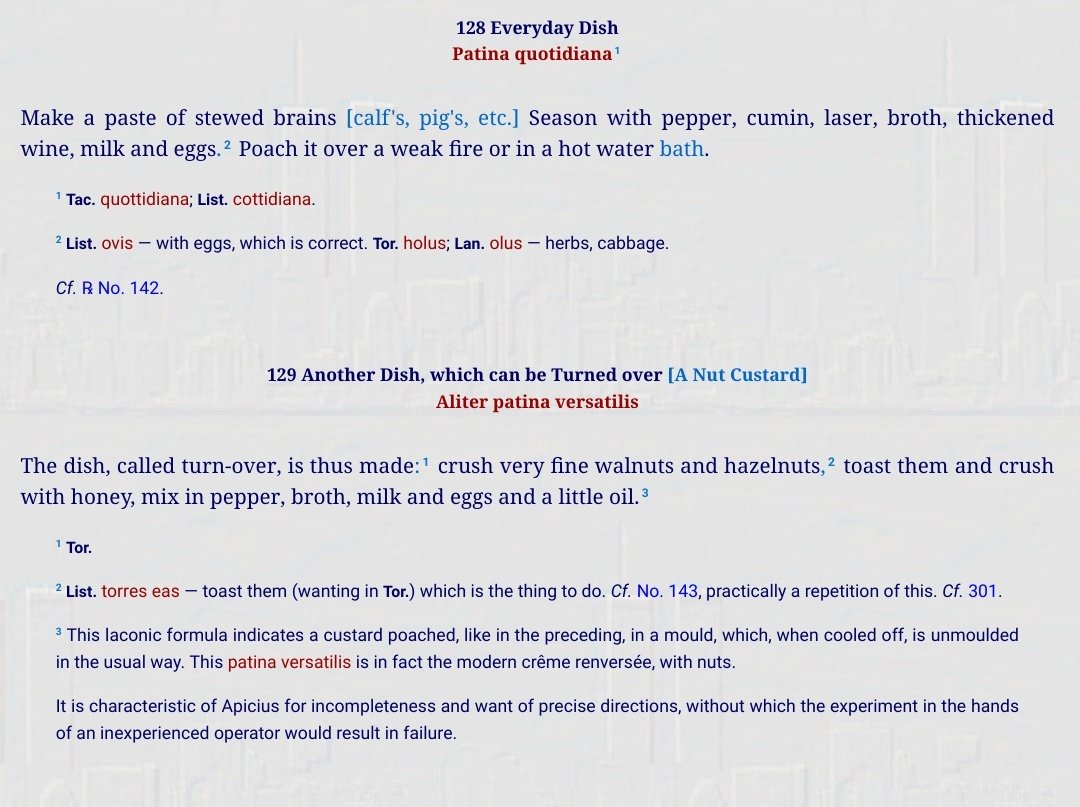 128 Everyday Dish
Patina quotidiana¹
Make a paste of stewed brains [calf's, pig's, etc.] Season with pepper, cumin, laser, broth, thickened
wine, milk and eggs.² Poach it over a weak fire or in a hot water bath.
¹ Tac. quottidiana; List. cottidiana.
² List. ovis — with eggs, which is correct. Tor. holus; Lan. olus — herbs, cabbage.
Cf. ℞ No. 142.
129 Another Dish, which can be Turned over [A Nut Custard]
Aliter patina versatilis
The dish, called turn-over, is thus made:¹ crush very fine walnuts and hazelnuts,² toast them and crush
with honey, mix in pepper, broth, milk and eggs and a little oil.³
¹ Tor.
² List. torres eas — toast them (wanting in Tor.) which is the thing to do. Cf. No. 143, practically a repetition of this. Cf. 301.
³ This laconic formula indicates a custard poached, like in the preceding, in a mould, which, when cooled off, is unmoulded
in the usual way. This patina versatilis is in fact the modern crême renversée, with nuts.
It is characteristic of Apicius for incompleteness and want of precise directions, without which the experiment in the hands
of an inexperienced operator would result in failure.